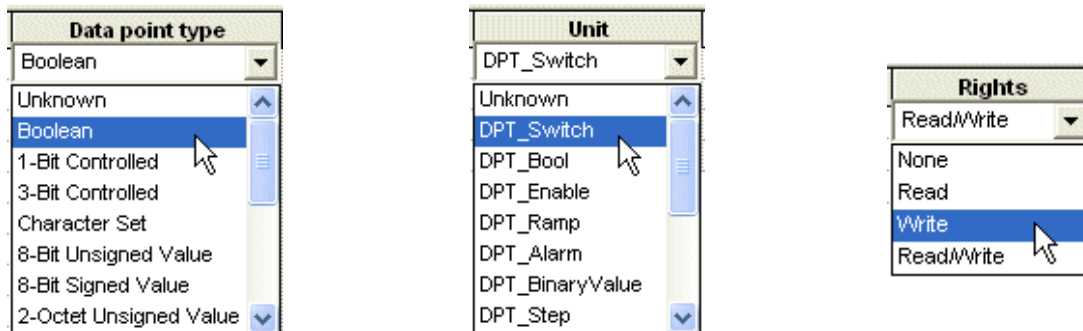 Data point type
Boolean
Unknown
Boolean
1-Bit Controlled
3-Bit Controlled
Character Set
8-Bit Unsigned Value
8-Bit Signed Value
2-Octet Unsigned Value
Unit
DPT_Switch
Unknown
DPT_Switch
DPT_Bool
DPT_Enable
DPT_Ramp
DPT_Alarm
DPT_BinaryValue
DPT_Step
Rights
Read/Write
None
Read
Write
Read/Write